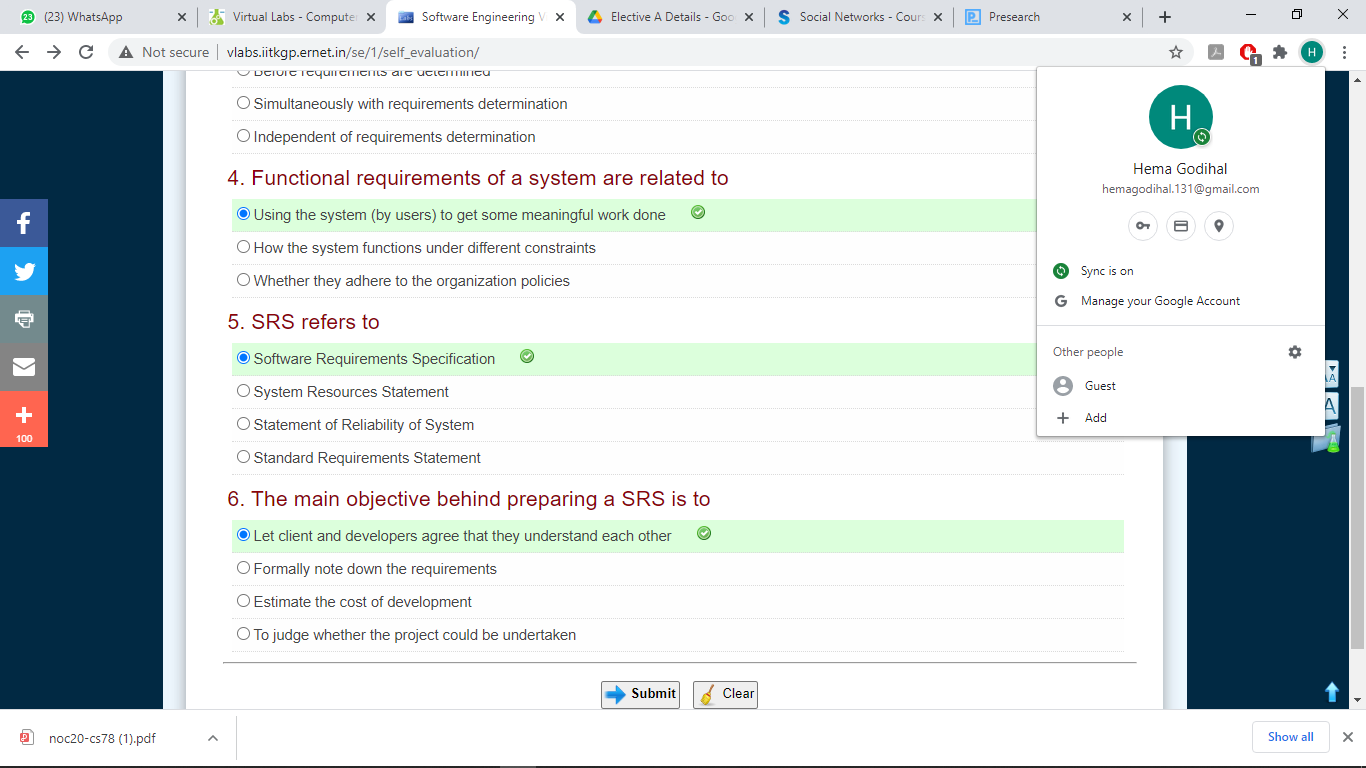 23 (23) WhatsApp
Virtual Labs - Compute
Software Engineering V
Elective A Details - Goo
Social Networks - Cours
Presearch
Not secure | vlabs.iitkgp.ernet.in/se/1/self_evaluation/
1
H
Before requirements are determined
Simultaneously with requirements determination
Independent of requirements determination
4. Functional requirements of a system are related to
Using the system (by users) to get some meaningful work done
How the system functions under different constraints
Whether they adhere to the organization policies
5. SRS refers to
Software Requirements Specification
System Resources Statement
Statement of Reliability of System
Standard Requirements Statement
6. The main objective behind preparing a SRS is to
Let client and developers agree that they understand each other
Formally note down the requirements
Estimate the cost of development
To judge whether the project could be undertaken
Submit
Clear
100
H
Hema Godihal
hemagodihal.131@gmail.com
Sync is on
G Manage your Google Account
Other people
Guest
Add
A
A
noc20-cs78 (1).pdf
Show all